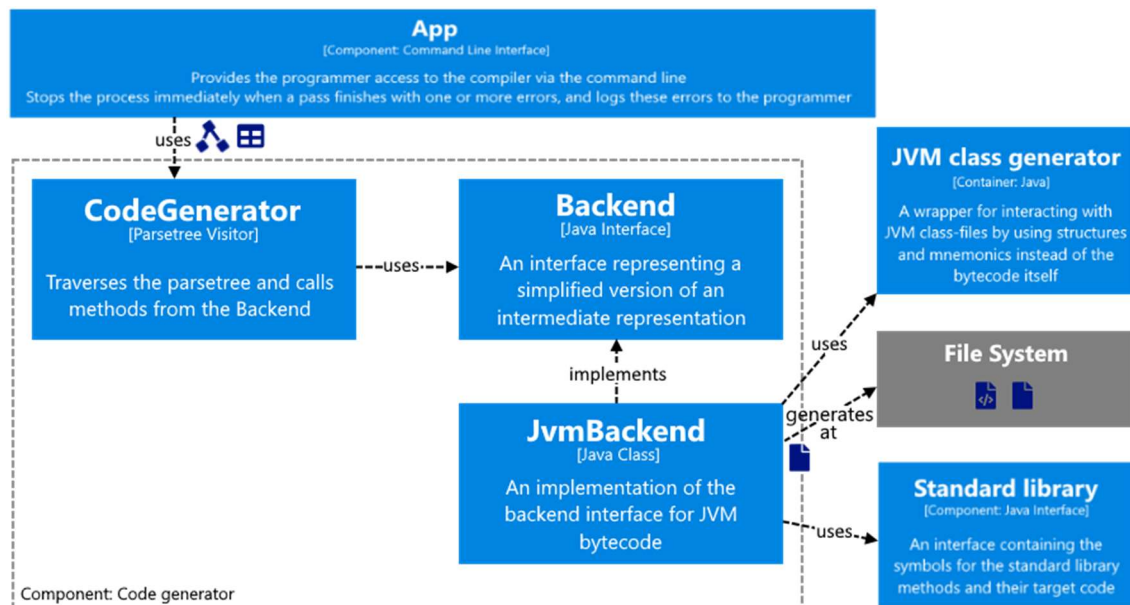 App
[Component: Command Line Interface]
Provides the programmer access to the compiler via the command line
Stops the process immediately when a pass finishes with one or more errors, and logs these errors to the programmer
uses
CodeGenerator
[Parsetree Visitor]
Traverses the parsetree and calls
methods from the Backend
uses
Backend
[Java Interface]
An interface representing a
simplified version of an
intermediate representation
implements
JvmBackend
[Java Class]
An implementation of the
backend interface for JVM
bytecode
Component: Code generator
JVM class generator
[Container: Java]
A wrapper for interacting with
JVM class-files by using structures
and mnemonics instead of the
bytecode itself
uses
File System
generates
at
Standard library
[Component: Java Interface]
An interface containing the
symbols for the standard library
methods and their target code
uses